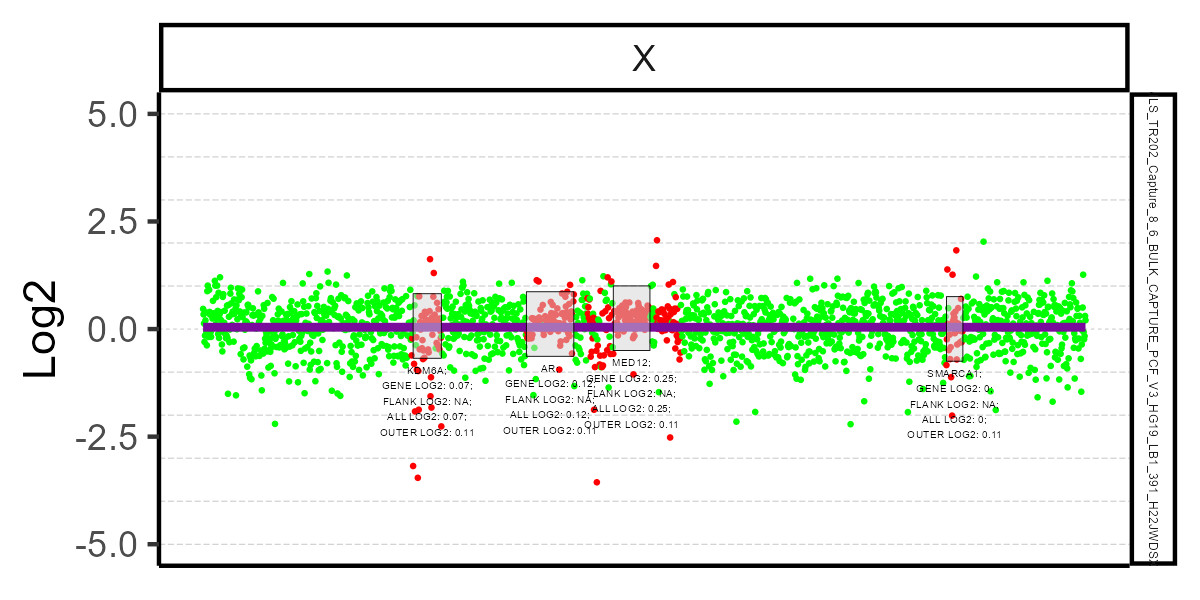 X
5.0
2.5
0.0
-2.5
-5.0
Log2
KDM6A;
GENE LOG2: 0.07;
FLANK LOG2: NA;
ALL LOG2: 0.07;
OUTER LOG2: 0.11
AR;
GENE LOG2: 0.12;
FLANK LOG2: NA;
ALL LOG2: 0.12;
OUTER LOG2: 0.11
MED12;
GENE LOG2: 0.25;
FLANK LOG2: NA;
ALL LOG2: 0.25;
OUTER LOG2: 0.11
SMARCA1;
GENE LOG2: 0;
FLANK LOG2: NA;
ALL LOG2: 0;
OUTER LOG2: 0.11
LS_TR202_Capture_8_6_BULK_CAPTURE_PCF_V3_HG19_LB1_391_H22JWDS